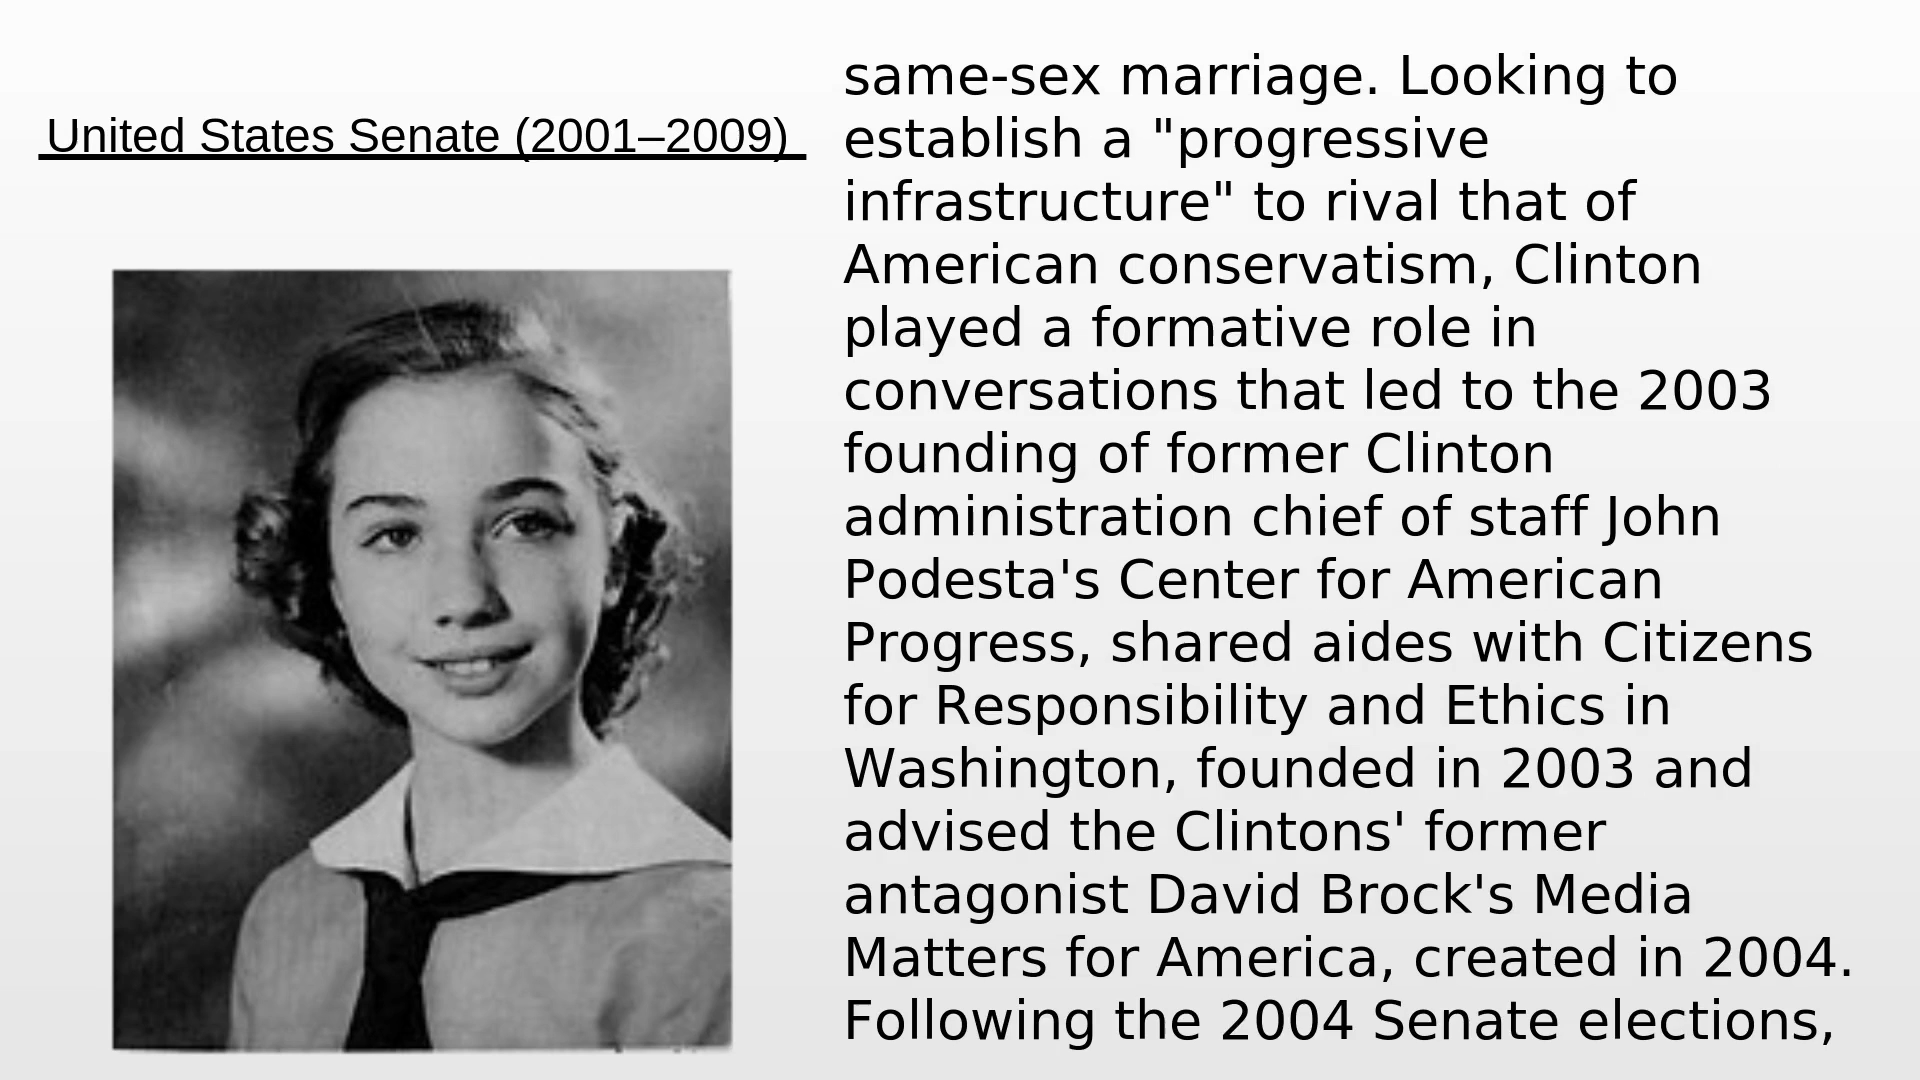 United States Senate (2001–2009)
same-sex marriage. Looking to
establish a "progressive
infrastructure" to rival that of
American conservatism, Clinton
played a formative role in
conversations that led to the 2003
founding of former Clinton
administration chief of staff John
Podesta's Center for American
Progress, shared aides with Citizens
for Responsibility and Ethics in
Washington, founded in 2003 and
advised the Clintons' former
antagonist David Brock's Media
Matters for America, created in 2004.
Following the 2004 Senate elections,